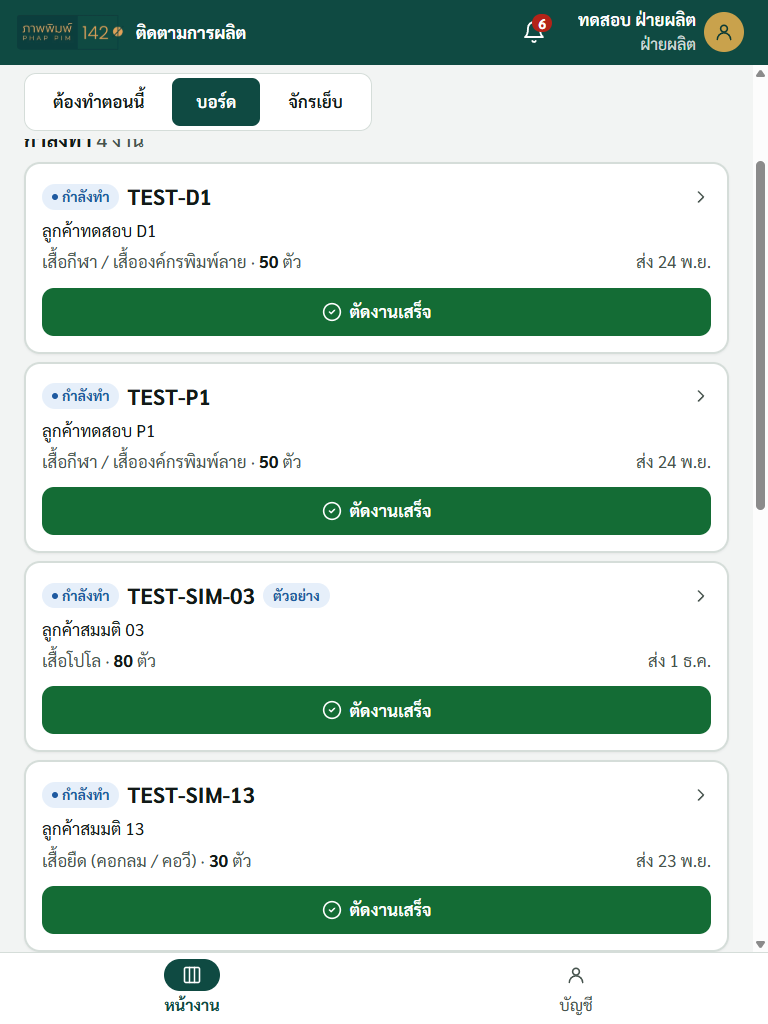 ภาพพิมพ์
PHAP PIM
142
ติดตามการผลิต
6
ทดสอบ ฝ่ายผลิต
ฝ่ายผลิต
ต้องทำตอนนี้
บอร์ด
จักรเย็บ
กำลังทำ 4 งาน
กำลังทำ TEST-D1
ลูกค้าทดสอบ D1
เสื้อกีฬา / เสื้อองค์กรพิมพ์ลาย · 50 ตัว ส่ง 24 พ.ย.
ตัดงานเสร็จ
กำลังทำ TEST-P1
ลูกค้าทดสอบ P1
เสื้อกีฬา / เสื้อองค์กรพิมพ์ลาย · 50 ตัว ส่ง 24 พ.ย.
ตัดงานเสร็จ
กำลังทำ TEST-SIM-03 ตัวอย่าง
ลูกค้าสมมติ 03
เสื้อโปโล · 80 ตัว ส่ง 1 ธ.ค.
ตัดงานเสร็จ
กำลังทำ TEST-SIM-13
ลูกค้าสมมติ 13
เสื้อยืด (คอกลม / คอวี) · 30 ตัว ส่ง 23 พ.ย.
ตัดงานเสร็จ
หน้างาน
บัญชี